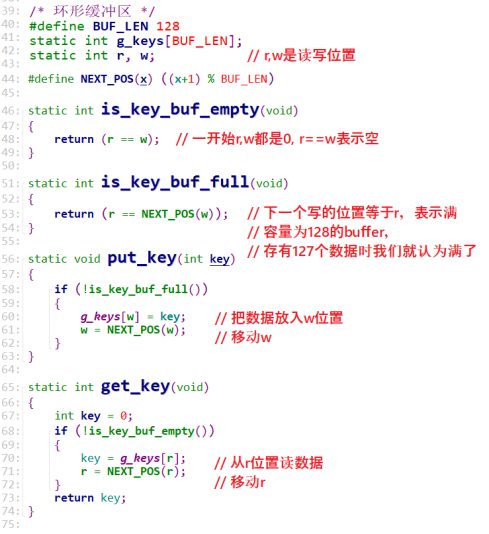 39: /* 环形缓冲区 */
40: #define BUF_LEN 128
41: static int g_keys[BUF_LEN];
42: static int r, w; // r,w是读写位置
43:
44: #define NEXT_POS(x) ((x+1) % BUF_LEN)
45:
46: static int is_key_buf_empty(void)
47: {
48: return (r == w); // 一开始r,w都是0, r==w表示空
49: }
50:
51: static int is_key_buf_full(void)
52: {
53: return (r == NEXT_POS(w)); // 下一个写的位置等于r，表示满
54: } // 容量为128的buffer,
55: // 存有127个数据时我们就认为满了
56: static void put_key(int key)
57: {
58: if (!is_key_buf_full())
59: {
60: g_keys[w] = key; // 把数据放入w位置
61: w = NEXT_POS(w); // 移动w
62: }
63: }
64:
65: static int get_key(void)
66: {
67: int key = 0;
68: if (!is_key_buf_empty())
69: {
70: key = g_keys[r]; // 从r位置读数据
71: r = NEXT_POS(r); // 移动r
72: }
73: return key;
74: }
75: